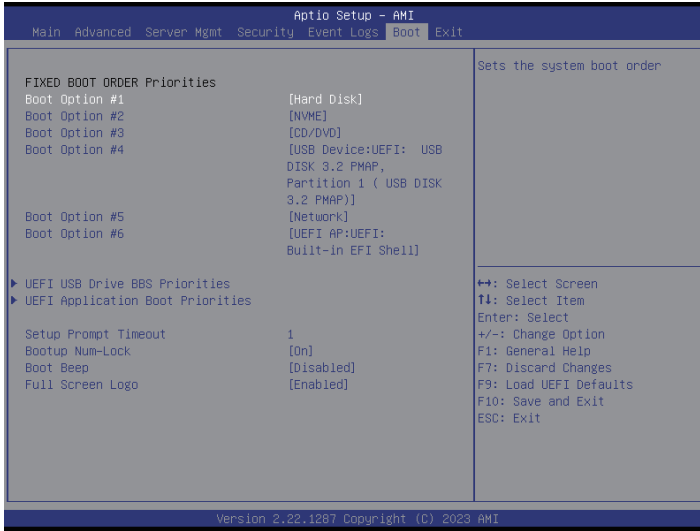 Aptio Setup – AMI
Main Advanced Server Mgmt Security Event Logs Boot Exit
FIXED BOOT ORDER Priorities
Boot Option #1 [Hard Disk]
Boot Option #2 [NVME]
Boot Option #3 [CD/DVD]
Boot Option #4 [USB Device:UEFI: USB
DISK 3.2 PMAP,
Partition 1 ( USB DISK
3.2 PMAP)]
Boot Option #5 [Network]
Boot Option #6 [UEFI AP:UEFI:
Built-in EFI Shell]
UEFI USB Drive BBS Priorities
UEFI Application Boot Priorities
Setup Prompt Timeout 1
Bootup Num-Lock [On]
Boot Beep [Disabled]
Full Screen Logo [Enabled]
Sets the system boot order
↔: Select Screen
↑↓: Select Item
Enter: Select
+/-: Change Option
F1: General Help
F7: Discard Changes
F9: Load UEFI Defaults
F10: Save and Exit
ESC: Exit
Version 2.22.1287 Copyright (C) 2023 AMI